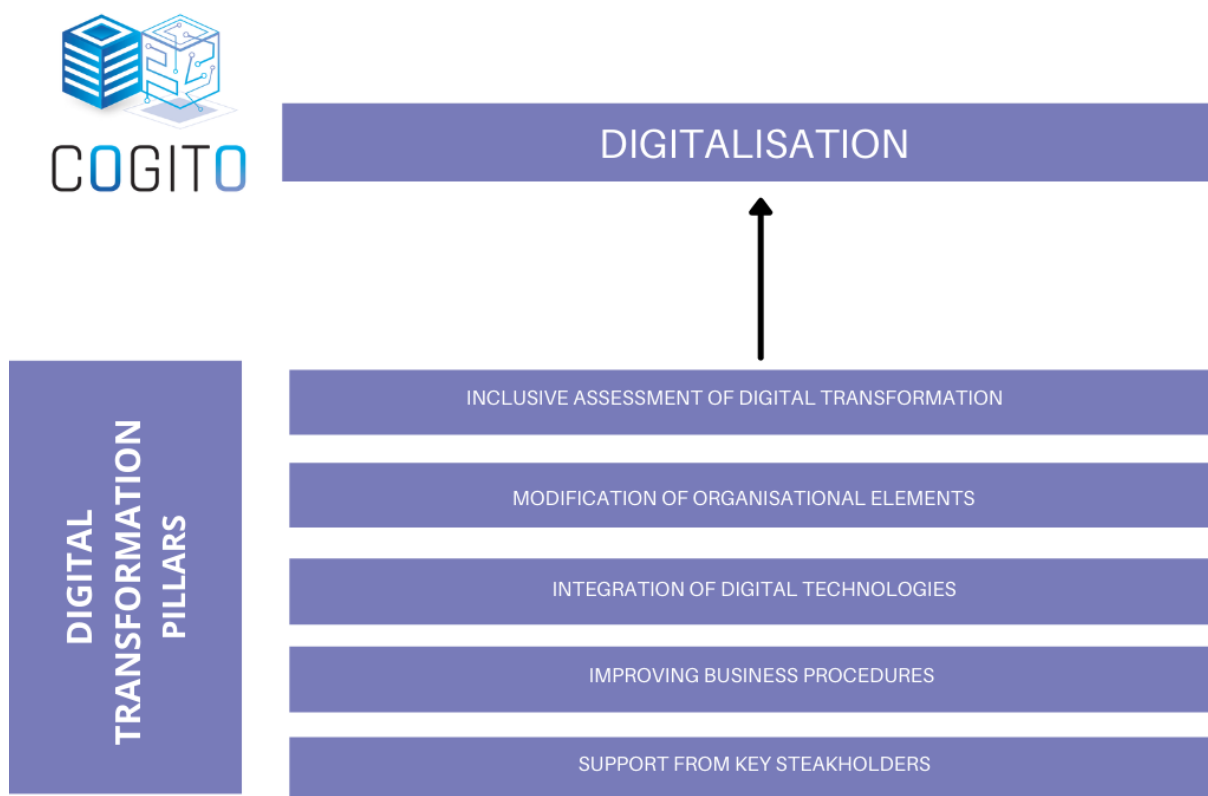 COGITO
DIGITALISATION
DIGITAL
TRANSFORMATION
PILLARS
INCLUSIVE ASSESSMENT OF DIGITAL TRANSFORMATION
MODIFICATION OF ORGANISATIONAL ELEMENTS
INTEGRATION OF DIGITAL TECHNOLOGIES
IMPROVING BUSINESS PROCEDURES
SUPPORT FROM KEY STEAKHOLDERS